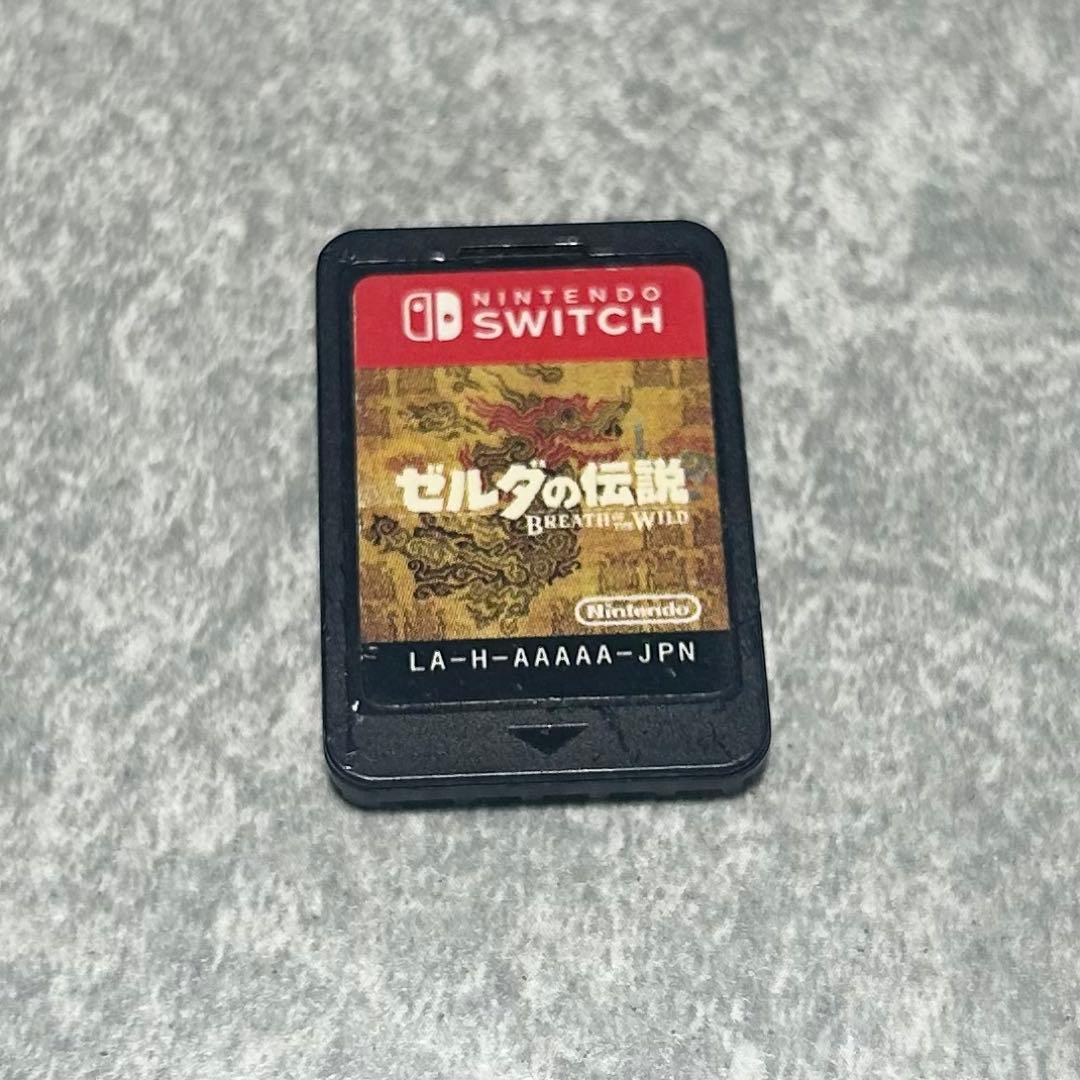 NINTENDO
SWITCH
ゼルダの伝説
BREATH OF THE WILD
Nintendo
LA-H-AAAAA-JPN